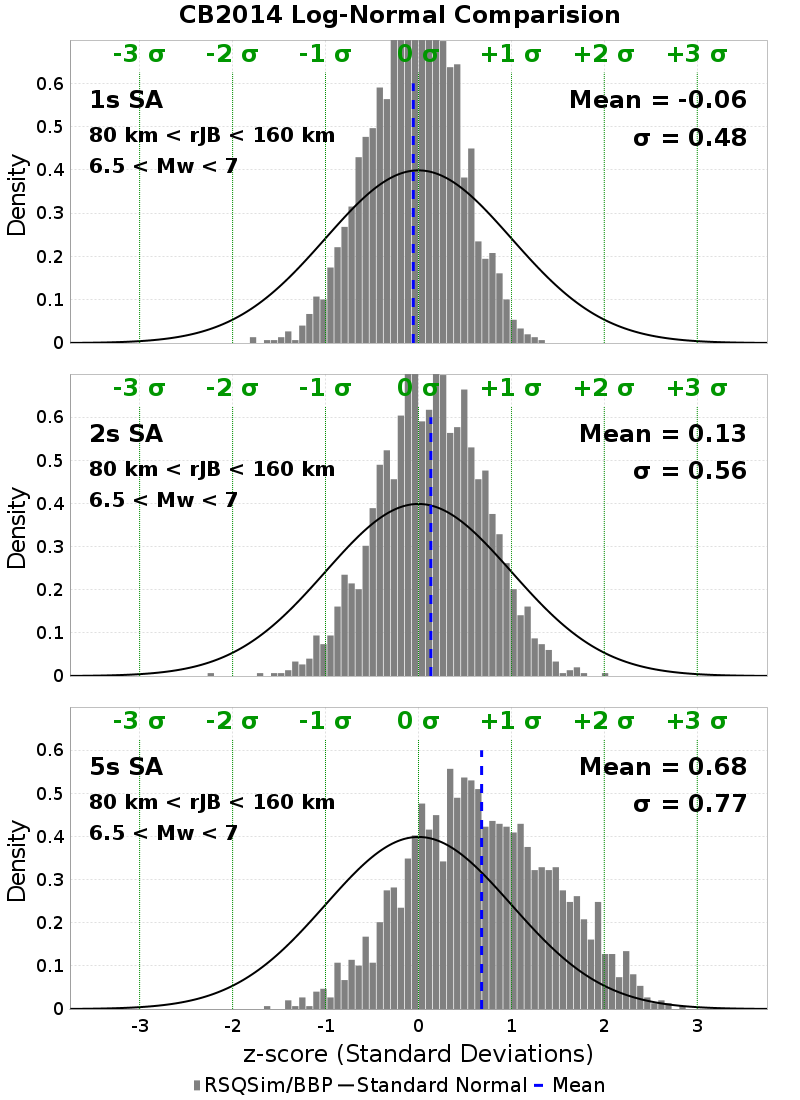 CB2014 Log-Normal Comparision
-3 σ -2 σ -1 σ 0 σ +1 σ +2 σ +3 σ
1s SA
80 km < rJB < 160 km
6.5 < Mw < 7
Mean = -0.06
σ = 0.48
0.6
0.5
0.4
0.3
0.2
0.1
0
Density
-3 σ -2 σ -1 σ 0 σ +1 σ +2 σ +3 σ
2s SA
80 km < rJB < 160 km
6.5 < Mw < 7
Mean = 0.13
σ = 0.56
0.6
0.5
0.4
0.3
0.2
0.1
0
Density
-3 σ -2 σ -1 σ 0 σ +1 σ +2 σ +3 σ
5s SA
80 km < rJB < 160 km
6.5 < Mw < 7
Mean = 0.68
σ = 0.77
0.6
0.5
0.4
0.3
0.2
0.1
0
Density
-3 -2 -1 0 1 2 3
z-score (Standard Deviations)
RSQSim/BBP Standard Normal Mean